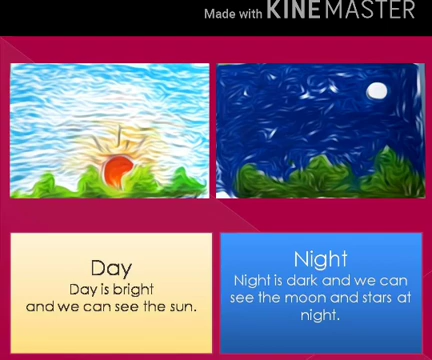 Made with KINEMASTER
Day
Day is bright
and we can see the sun.
Night
Night is dark and we can
see the moon and stars at
night.